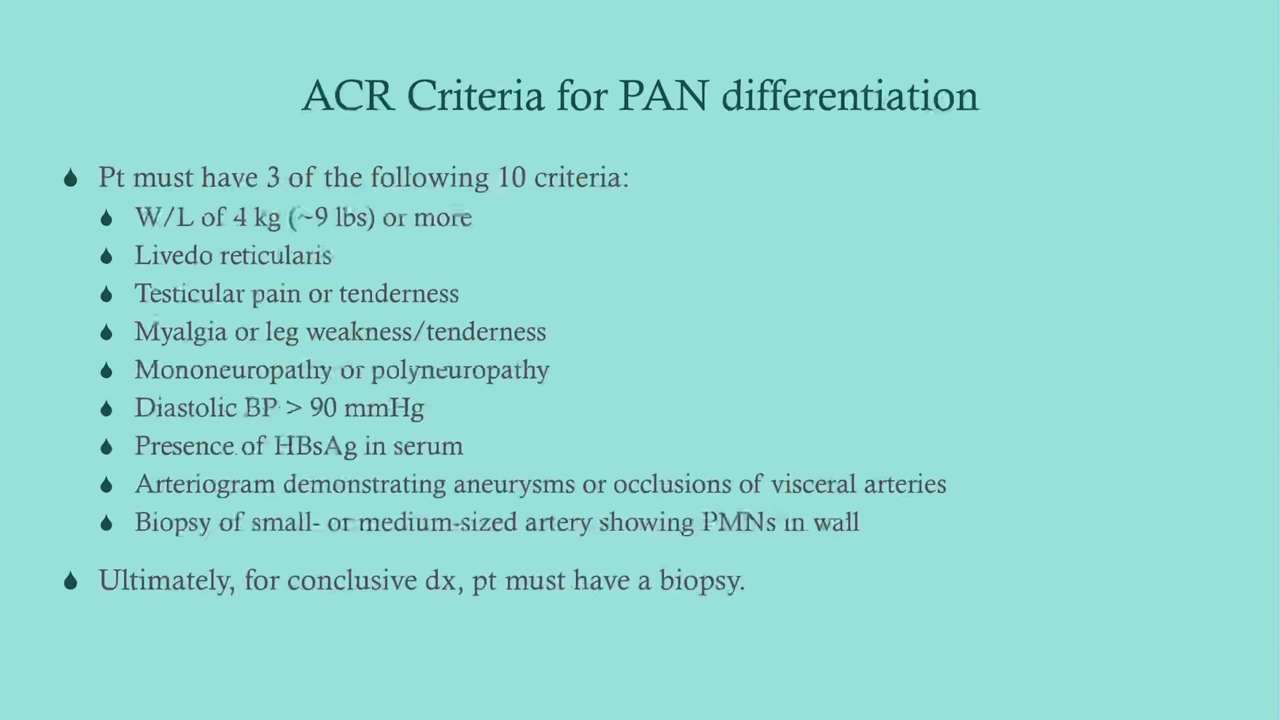 ACR Criteria for PAN differentiation
Pt must have 3 of the following 10 criteria:
W/L of 4 kg (~9 lbs) or more
Livedo reticularis
Testicular pain or tenderness
Myalgia or leg weakness/tenderness
Mononeuropathy or polyneuropathy
Diastolic BP > 90 mmHg
Presence of HBsAg in serum
Arteriogram demonstrating aneurysms or occlusions of visceral arteries
Biopsy of small- or medium-sized artery showing PMNs in wall
Ultimately, for conclusive dx, pt must have a biopsy.